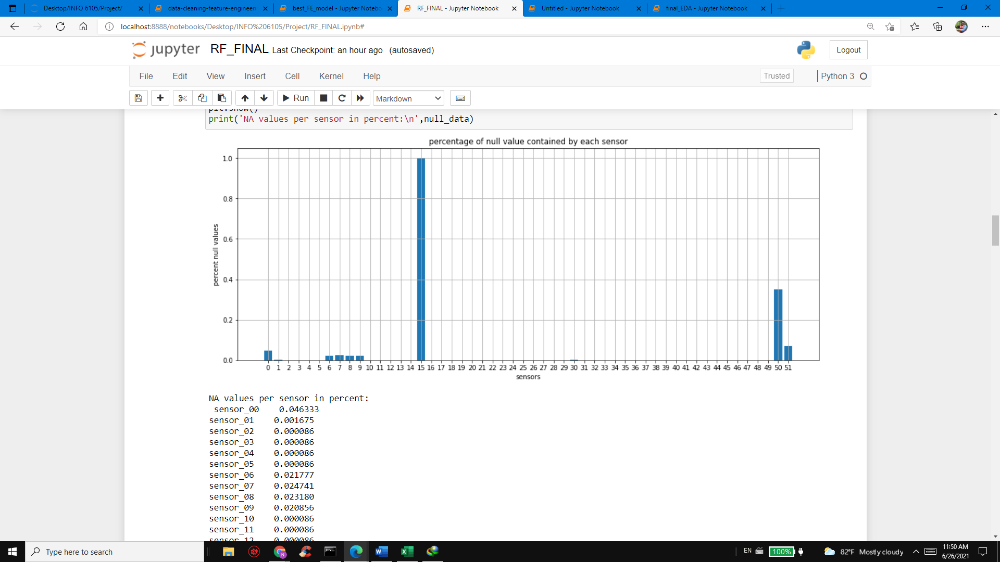 Desktop/INFO 6105/Project/
data-cleaning-feature-engineerin
best_FE_model - Jupyter Notebo
RF_FINAL - Jupyter Notebook
Untitled - Jupyter Notebook
final_EDA - Jupyter Notebook
localhost:8888/notebooks/Desktop/INFO%206105/Project/RF_FINAL.ipynb#
jupyter RF_FINAL Last Checkpoint: an hour ago (autosaved)
Logout
File Edit View Insert Cell Kernel Help
Trusted
Python 3
Run
Markdown
plt.show()
print('NA values per sensor in percent:\n',null_data)
percentage of null value contained by each sensor
1.0
0.8
0.6
0.4
0.2
0.0
percent null values
0 1 2 3 4 5 6 7 8 9 10 11 12 13 14 15 16 17 18 19 20 21 22 23 24 25 26 27 28 29 30 31 32 33 34 35 36 37 38 39 40 41 42 43 44 45 46 47 48 49 50 51
sensors
NA values per sensor in percent:
sensor_00 0.046333
sensor_01 0.001675
sensor_02 0.000086
sensor_03 0.000086
sensor_04 0.000086
sensor_05 0.000086
sensor_06 0.021777
sensor_07 0.024741
sensor_08 0.023180
sensor_09 0.020856
sensor_10 0.000086
sensor_11 0.000086
sensor_12 0.000086
Type here to search
N
W
X
EN
100%
82°F Mostly cloudy
11:50 AM
6/26/2021